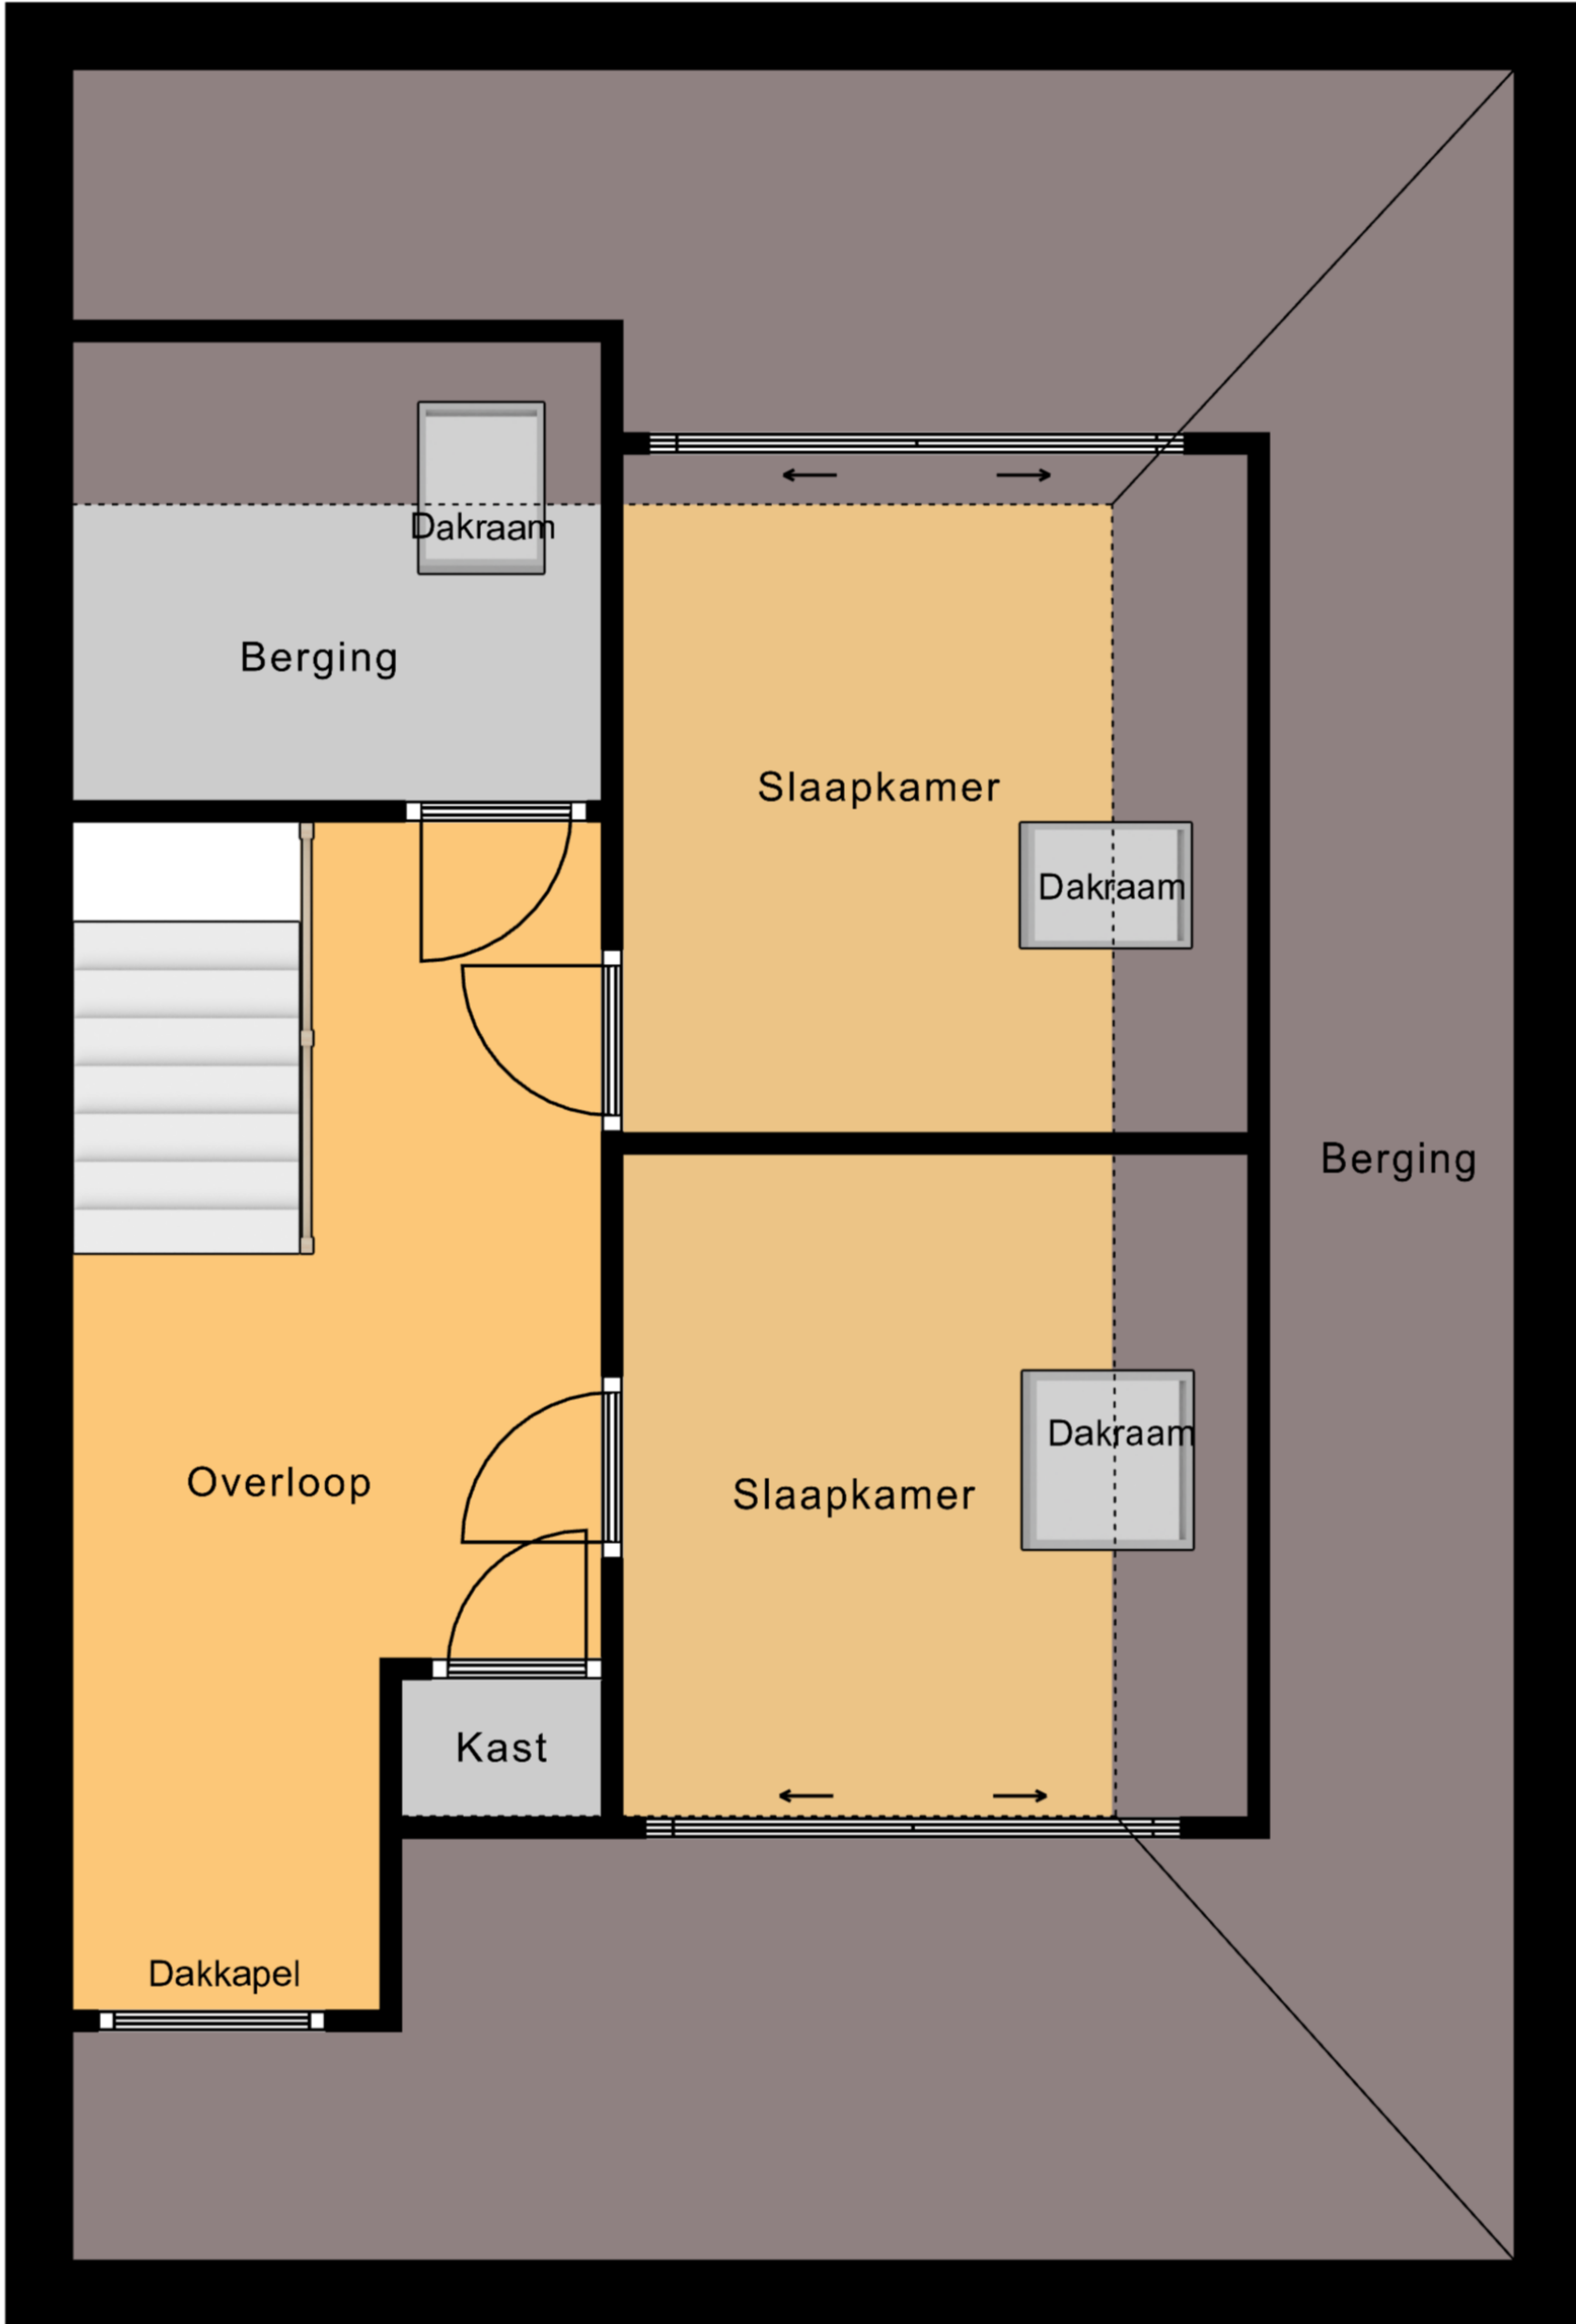 Dakraam
Berging
Slaapkamer
Dakraam
Berging
Dakraam
Overloop
Slaapkamer
Kast
Dakkapel